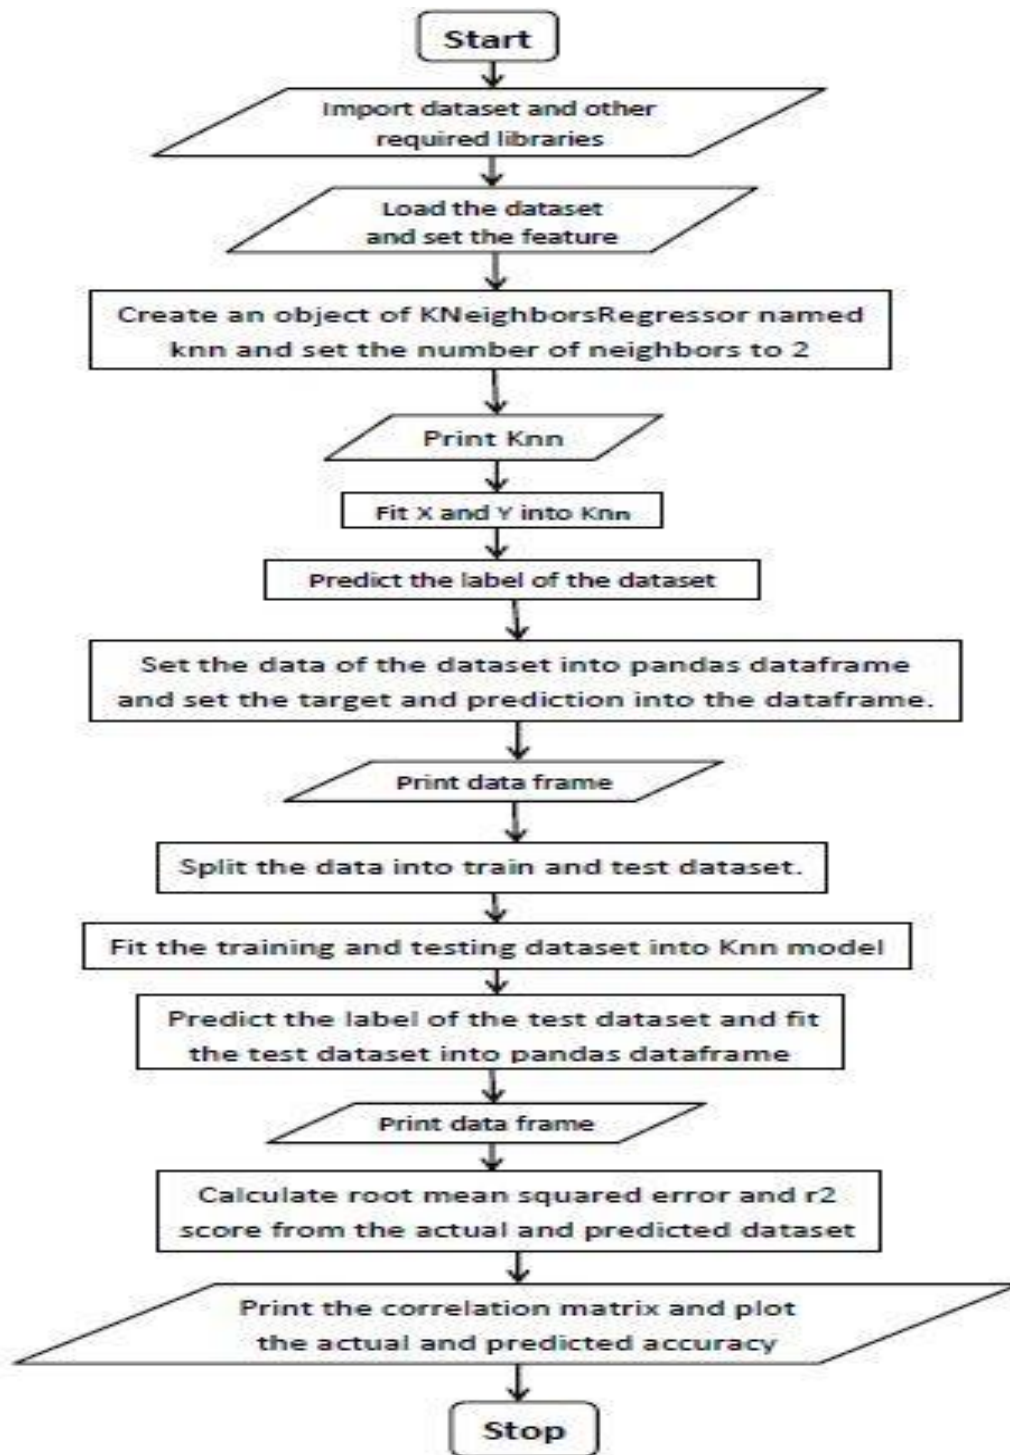 Start
Import dataset and other
required libraries
Load the dataset
and set the feature
Create an object of KNeighborsRegressor named
knn and set the number of neighbors to 2
Print Knn
Fit X and Y into Knn
Predict the label of the dataset
Set the data of the dataset into pandas dataframe
and set the target and prediction into the dataframe.
Print data frame
Split the data into train and test dataset.
Fit the training and testing dataset into Knn model
Predict the label of the test dataset and fit
the test dataset into pandas dataframe
Print data frame
Calculate root mean squared error and r2
score from the actual and predicted dataset
Print the correlation matrix and plot
the actual and predicted accuracy
Stop